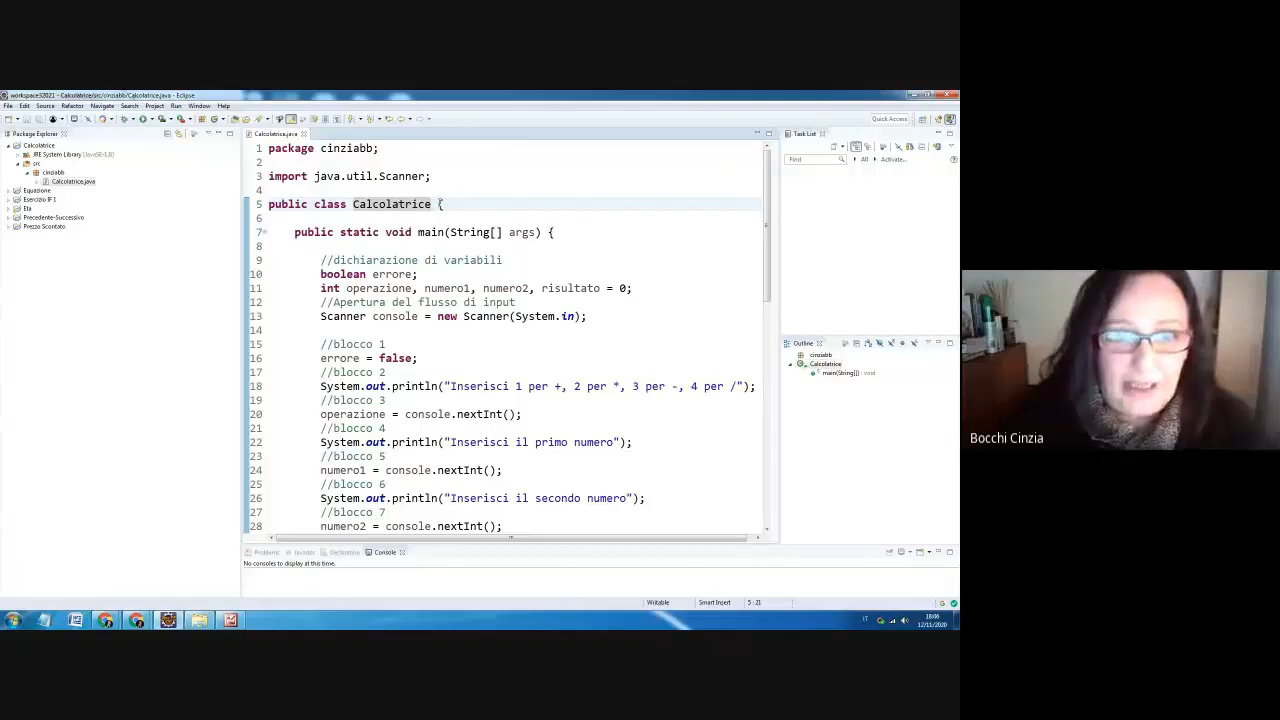 workspace32021 - Calcolatrice/src/cinziabb/Calcolatrice.java - Eclipse
File Edit Source Refactor Navigate Search Project Run Window Help
Quick Access
Package Explorer
Calcolatrice
JRE System Library [JavaSE-1.8]
src
cinziabb
Calcolatrice.java
Equazione
Esercizio IF1
Eta
Precedente-Successivo
Prezzo Scontato
Calcolatrice.java
1 package cinziabb;
2
3 import java.util.Scanner;
4
5 public class Calcolatrice {
6
7 public static void main(String[] args) {
8
9 //dichiarazione di variabili
10 boolean errore;
11 int operazione, numero1, numero2, risultato = 0;
12 //Apertura del flusso di input
13 Scanner console = new Scanner(System.in);
14
15 //blocco 1
16 errore = false;
17 //blocco 2
18 System.out.println("Inserisci 1 per +, 2 per *, 3 per -, 4 per /");
19 //blocco 3
20 operazione = console.nextInt();
21 //blocco 4
22 System.out.println("Inserisci il primo numero");
23 //blocco 5
24 numero1 = console.nextInt();
25 //blocco 6
26 System.out.println("Inserisci il secondo numero");
27 //blocco 7
28 numero2 = console.nextInt();
Task List
Find All Activate...
Outline
cinziabb
Calcolatrice
main(String[]) : void
Problems Javadoc Declaration Console
No consoles to display at this time.
Writable Smart Insert 5 : 21
IT
18:06
12/11/2020
Bocchi Cinzia